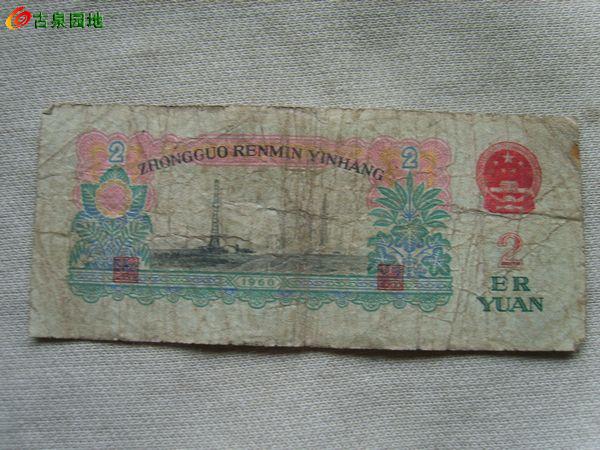 古泉园地
ZHONGGUO RENMIN YINHANG
2
2
2
ER
YUAN
1960